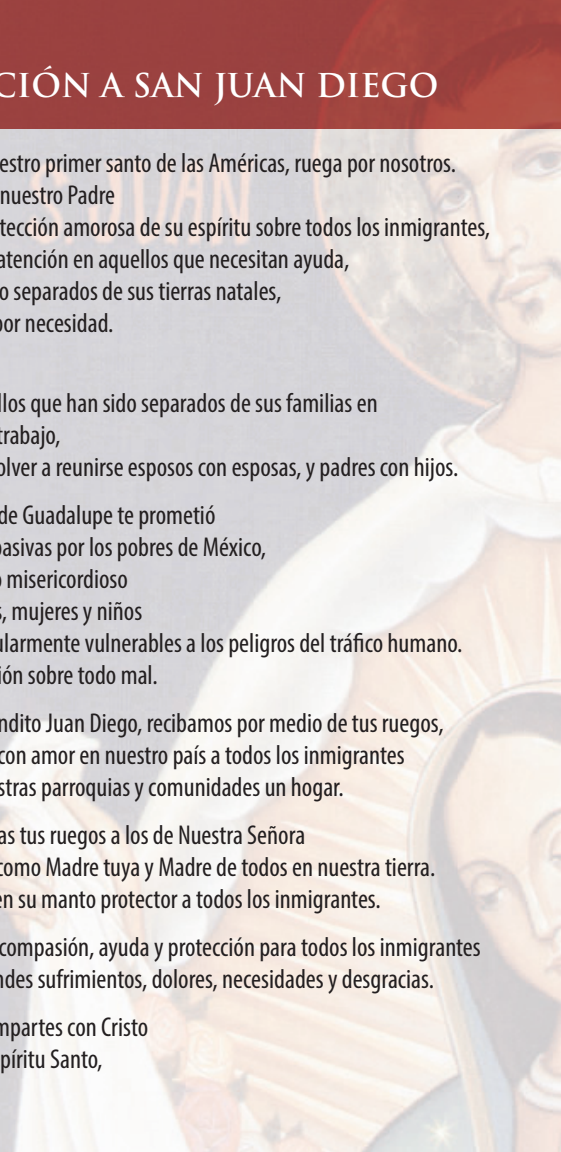 CIÓN A SAN JUAN DIEGO
S. JUAN
estro primer santo de las Américas, ruega por nosotros.
nuestro Padre
tección amorosa de su espíritu sobre todos los inmigrantes,
atención en aquellos que necesitan ayuda,
o separados de sus tierras natales,
por necesidad.
llos que han sido separados de sus familias en
trabajo,
olver a reunirse esposos con esposas, y padres con hijos.
de Guadalupe te prometió
pasivas por los pobres de México,
o misericordioso
s, mujeres y niños
ularmente vulnerables a los peligros del tráfico humano.
ión sobre todo mal.
ndito Juan Diego, recibamos por medio de tus ruegos,
con amor en nuestro país a todos los inmigrantes
stras parroquias y comunidades un hogar.
as tus ruegos a los de Nuestra Señora
como Madre tuya y Madre de todos en nuestra tierra.
en su manto protector a todos los inmigrantes.
compasión, ayuda y protección para todos los inmigrantes
ndes sufrimientos, dolores, necesidades y desgracias.
mpartes con Cristo
píritu Santo,